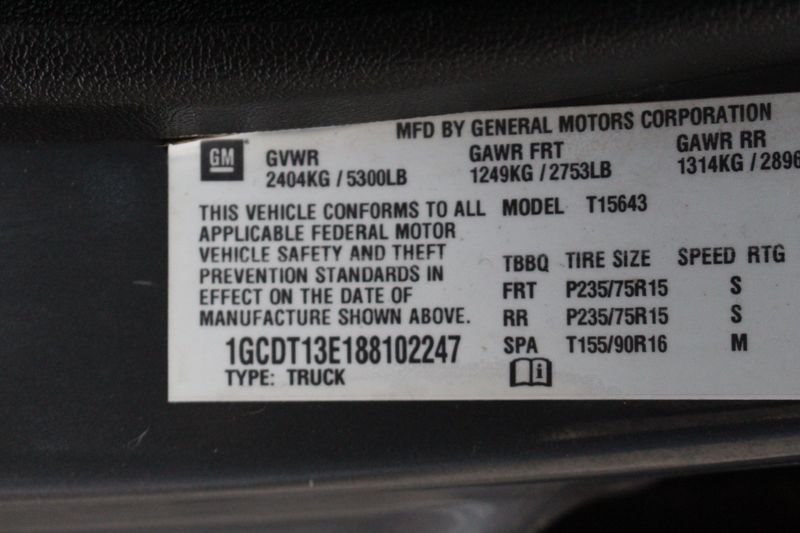 MFD BY GENERAL MOTORS CORPORATION
GM
GVWR GAWR FRT GAWR RR
2404KG / 5300LB 1249KG / 2753LB 1314KG / 2896
THIS VEHICLE CONFORMS TO ALL
APPLICABLE FEDERAL MOTOR
VEHICLE SAFETY AND THEFT
PREVENTION STANDARDS IN
EFFECT ON THE DATE OF
MANUFACTURE SHOWN ABOVE.
1GCDT13E188102247
TYPE: TRUCK
MODEL T15643
TBBQ TIRE SIZE SPEED RTG
FRT P235/75R15 S
RR P235/75R15 S
SPA T155/90R16 M
i